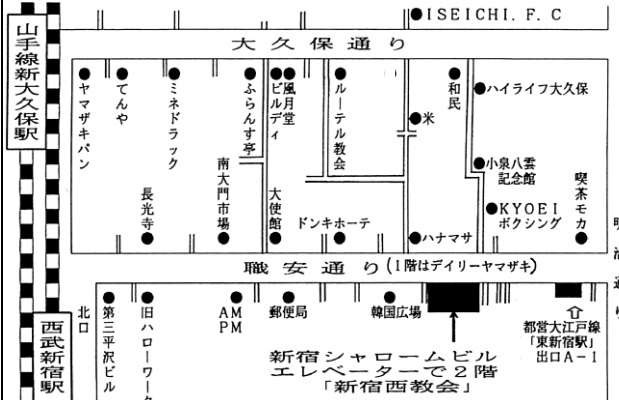 ISEICHI. F. C
大久保通り
山手線新大久保駅
ヤマザキパン
てんや
ミネドラック
ふらんす亭
ビルディ
風月堂
ルーテル教会
和民
ハイライフ大久保
米
小泉八雲
記念館
喫茶モカ
長光寺
南大門市場
大使館
ドンキホーテ
ハナマサ
KYOEI
ボクシング
明治通り
職安通り(1階はデイリーヤマザキ)
西武新宿駅
北口
第三平沢ビル
旧ハローワーク
AM
PM
郵便局
韓国広場
都営大江戸線
「東新宿駅」
出口A-1
新宿シャロームビル
エレベーターで2階
「新宿西教会」